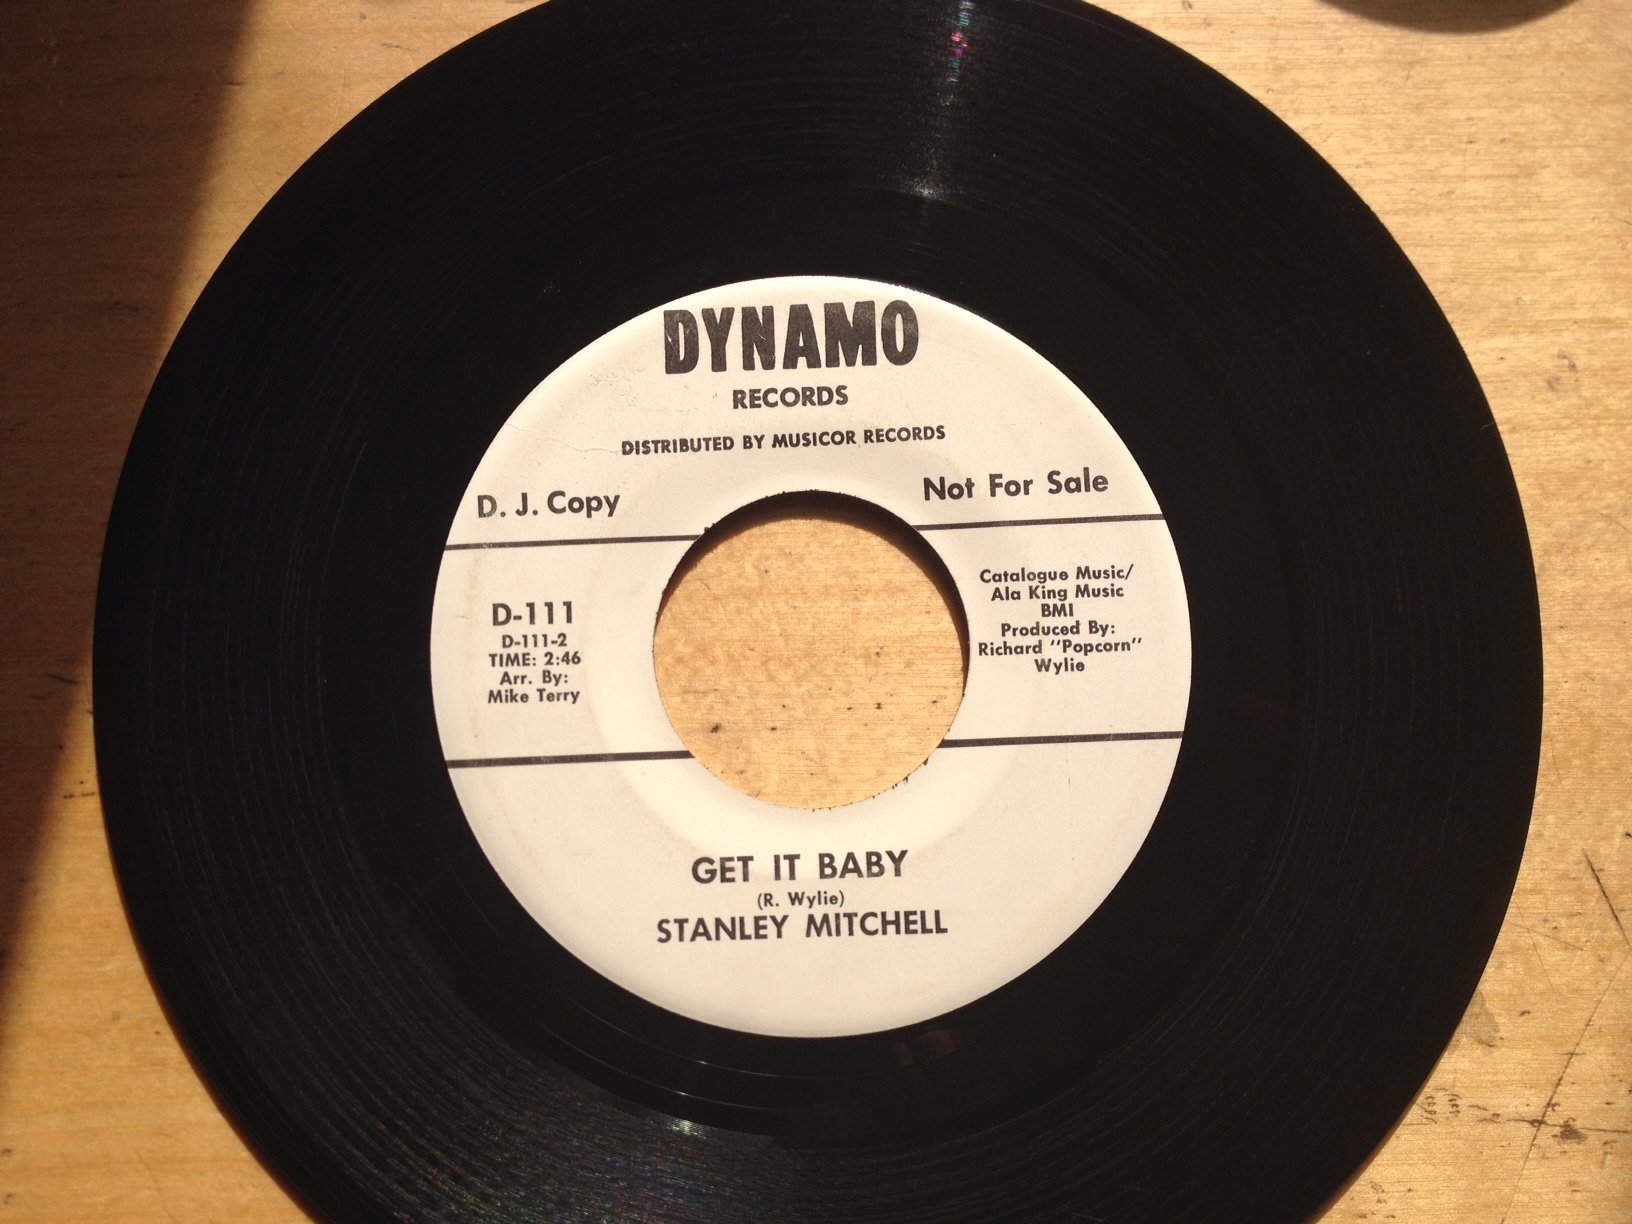 DYNAMO
RECORDS
DISTRIBUTED BY MUSICOR RECORDS
D. J. Copy
Not For Sale
D-111
D-111-2
TIME: 2:46
Arr. By:
Mike Terry
Catalogue Music/
Ala King Music
BMI
Produced By:
Richard "Popcorn"
Wylie
GET IT BABY
(R. Wylie)
STANLEY MITCHELL